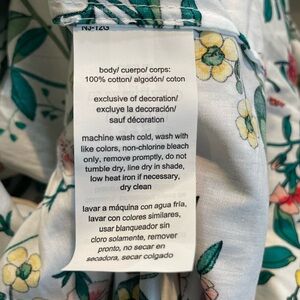 NJ-12G
body/ cuerpo/ corps:
100% cotton/ algodón/ coton
exclusive of decoration/
excluye la decoración/
sauf décoration
machine wash cold, wash with
like colors, non-chlorine bleach
only, remove promptly, do not
tumble dry, line dry in shade,
low heat iron if necessary,
dry clean
lavar a máquina con agua fria,
lavar con colores similares,
usar blanqueador sin
cloro solamente, remover
pronto, no secar en
secadora, secar colgado